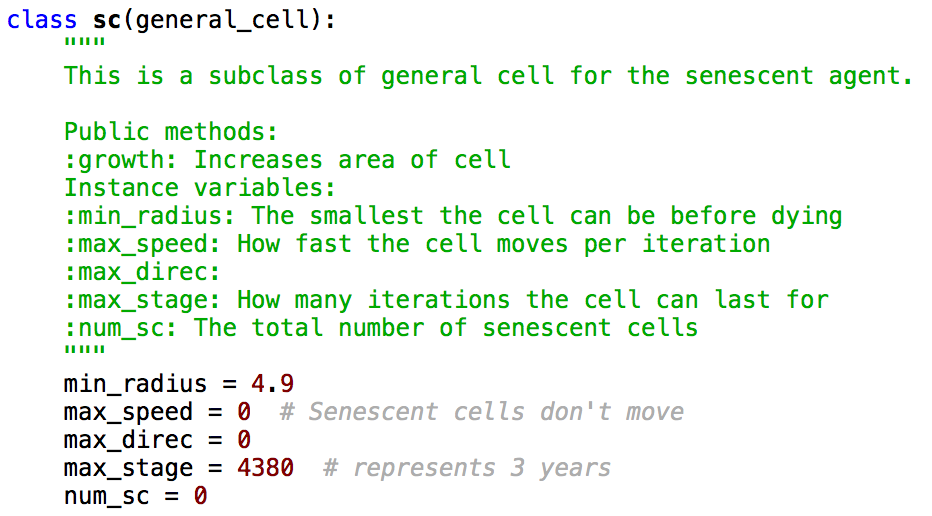 class sc(general_cell):
    """
    This is a subclass of general cell for the senescent agent.

    Public methods:
    :growth: Increases area of cell
    Instance variables:
    :min_radius: The smallest the cell can be before dying
    :max_speed: How fast the cell moves per iteration
    :max_direc:
    :max_stage: How many iterations the cell can last for
    :num_sc: The total number of senescent cells
    """
    min_radius = 4.9
    max_speed = 0  # Senescent cells don't move
    max_direc = 0
    max_stage = 4380  # represents 3 years
    num_sc = 0